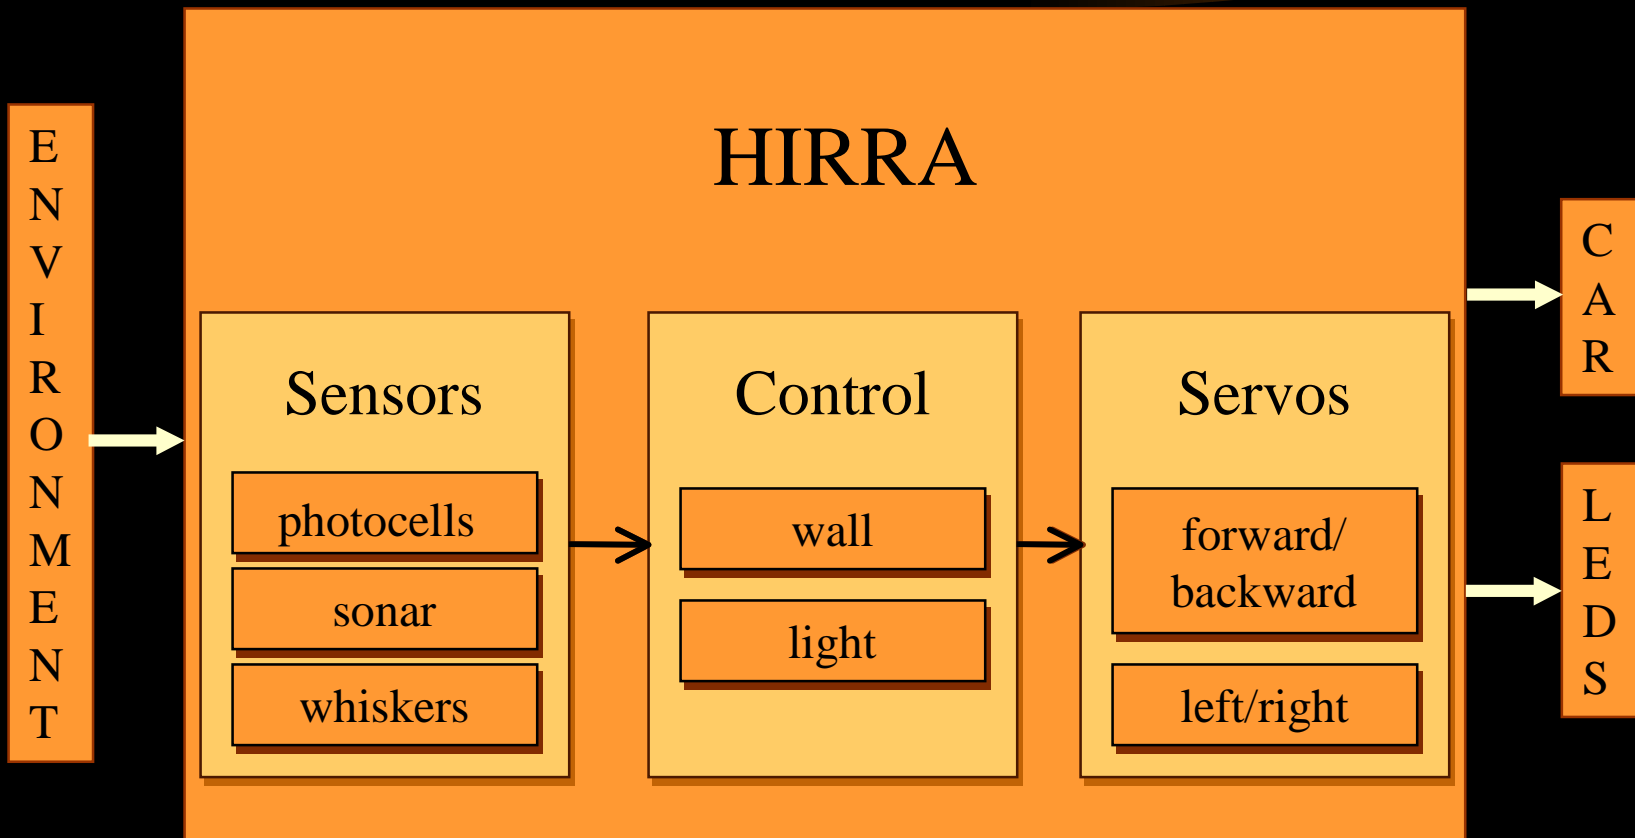 ENVIRONMENT
HIRRA
Sensors
photocells
sonar
whiskers
Control
wall
light
Servos
forward/
backward
left/right
CAR
LEDS